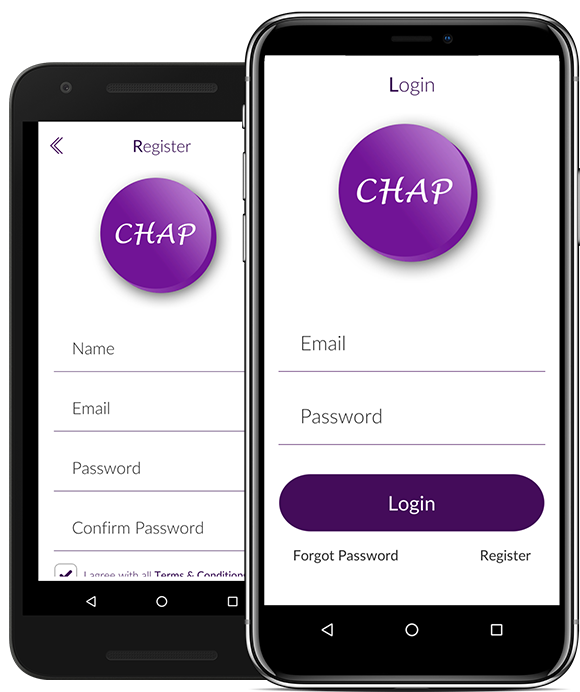 Register
CHAP
Name
Email
Password
Confirm Password
I agree with all Terms & Conditions
Login
CHAP
Email
Password
Login
Forgot Password
Register